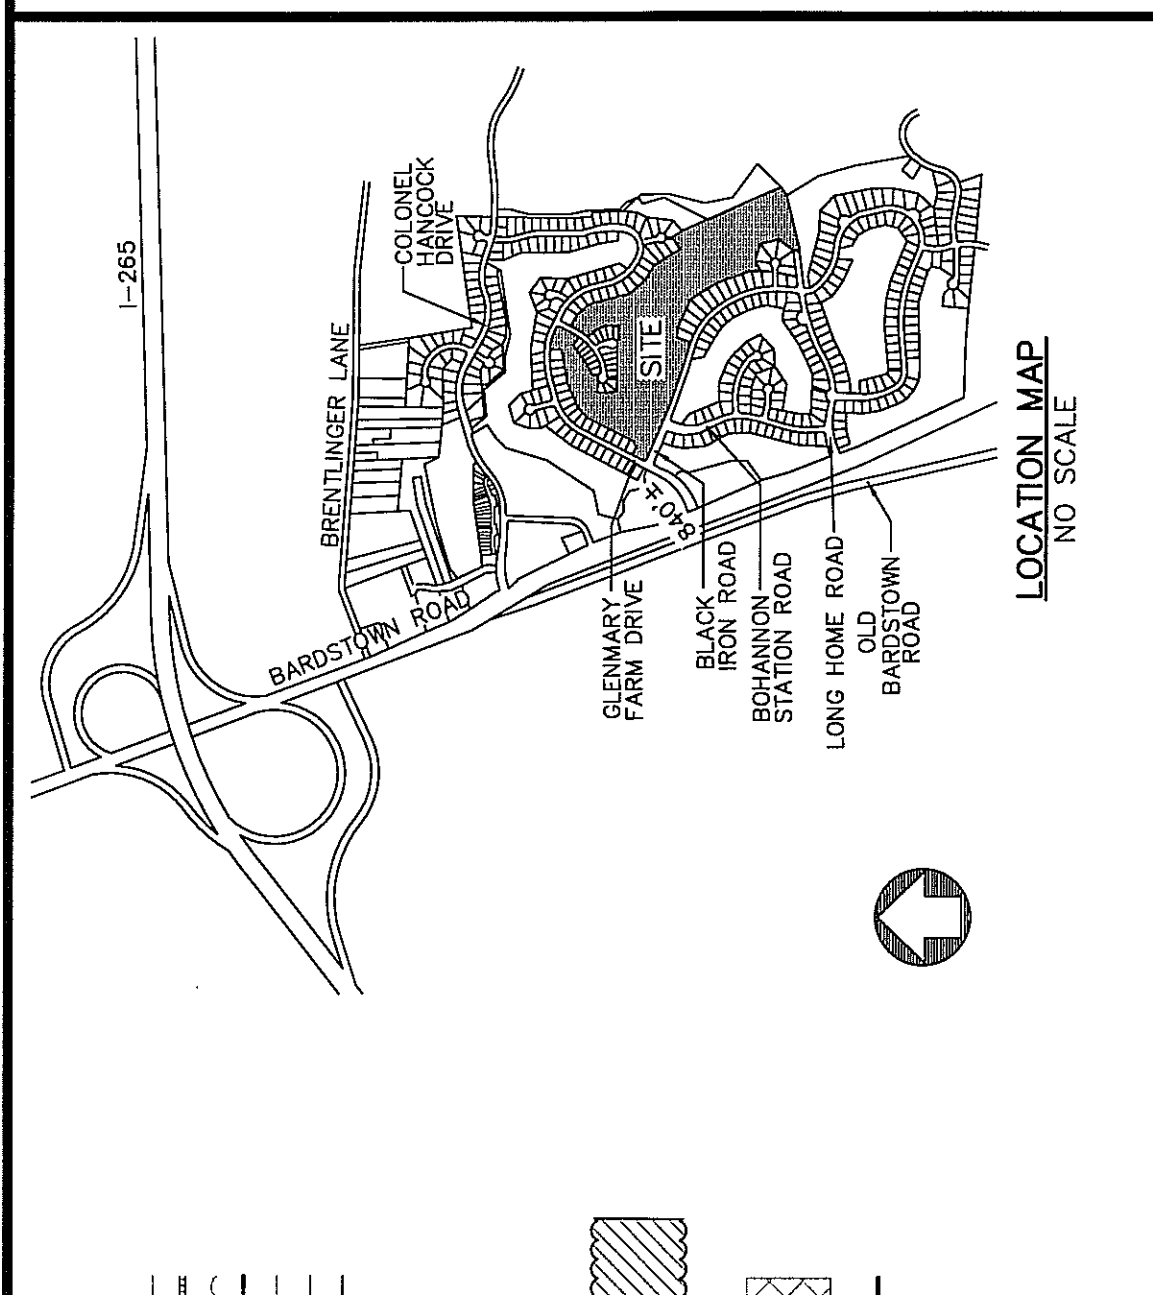 I-265
BRENTLINGER LANE
COLONEL
HANCOCK
DRIVE
BARDSTOWN ROAD
SITE
840'±
GLENMARY
FARM DRIVE
BLACK
IRON ROAD
BOHANNON
STATION ROAD
LONG HOME ROAD
OLD
BARDSTOWN
ROAD
LOCATION MAP
NO SCALE